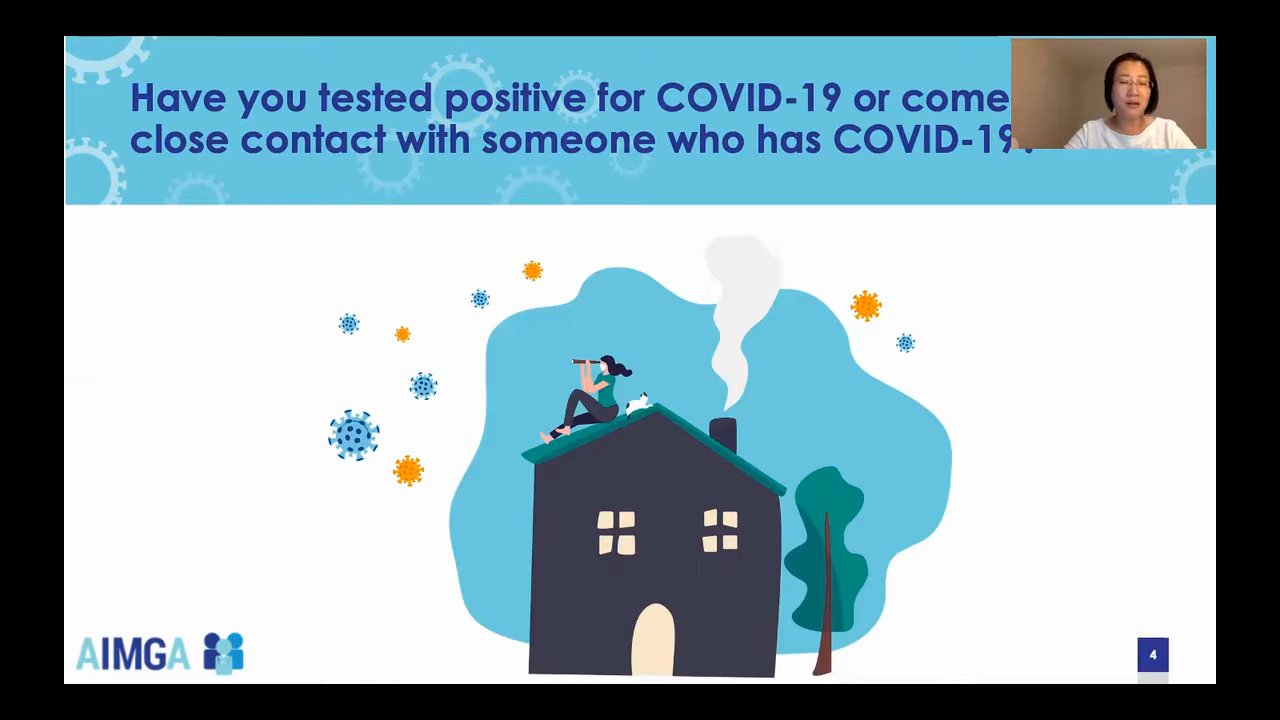 Have you tested positive for COVID-19 or come
close contact with someone who has COVID-19?
AIMGA
4